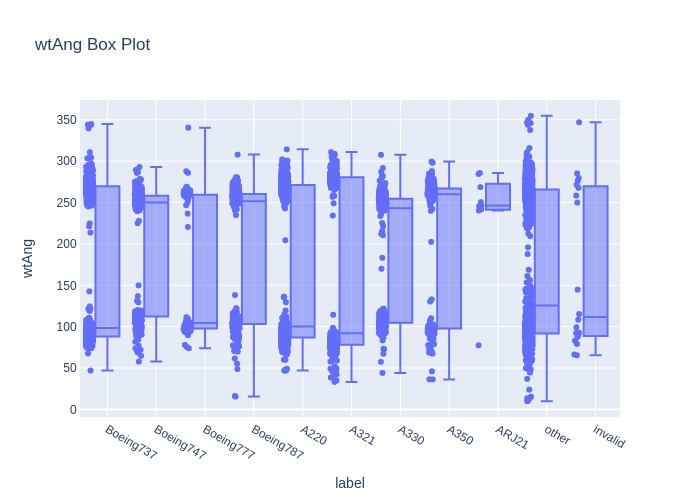 wtAng Box Plot
350
300
250
200
150
100
50
0
wtAng
Boeing737
Boeing747
Boeing777
Boeing787
A220
A321
A330
A350
ARJ21
other
invalid
label